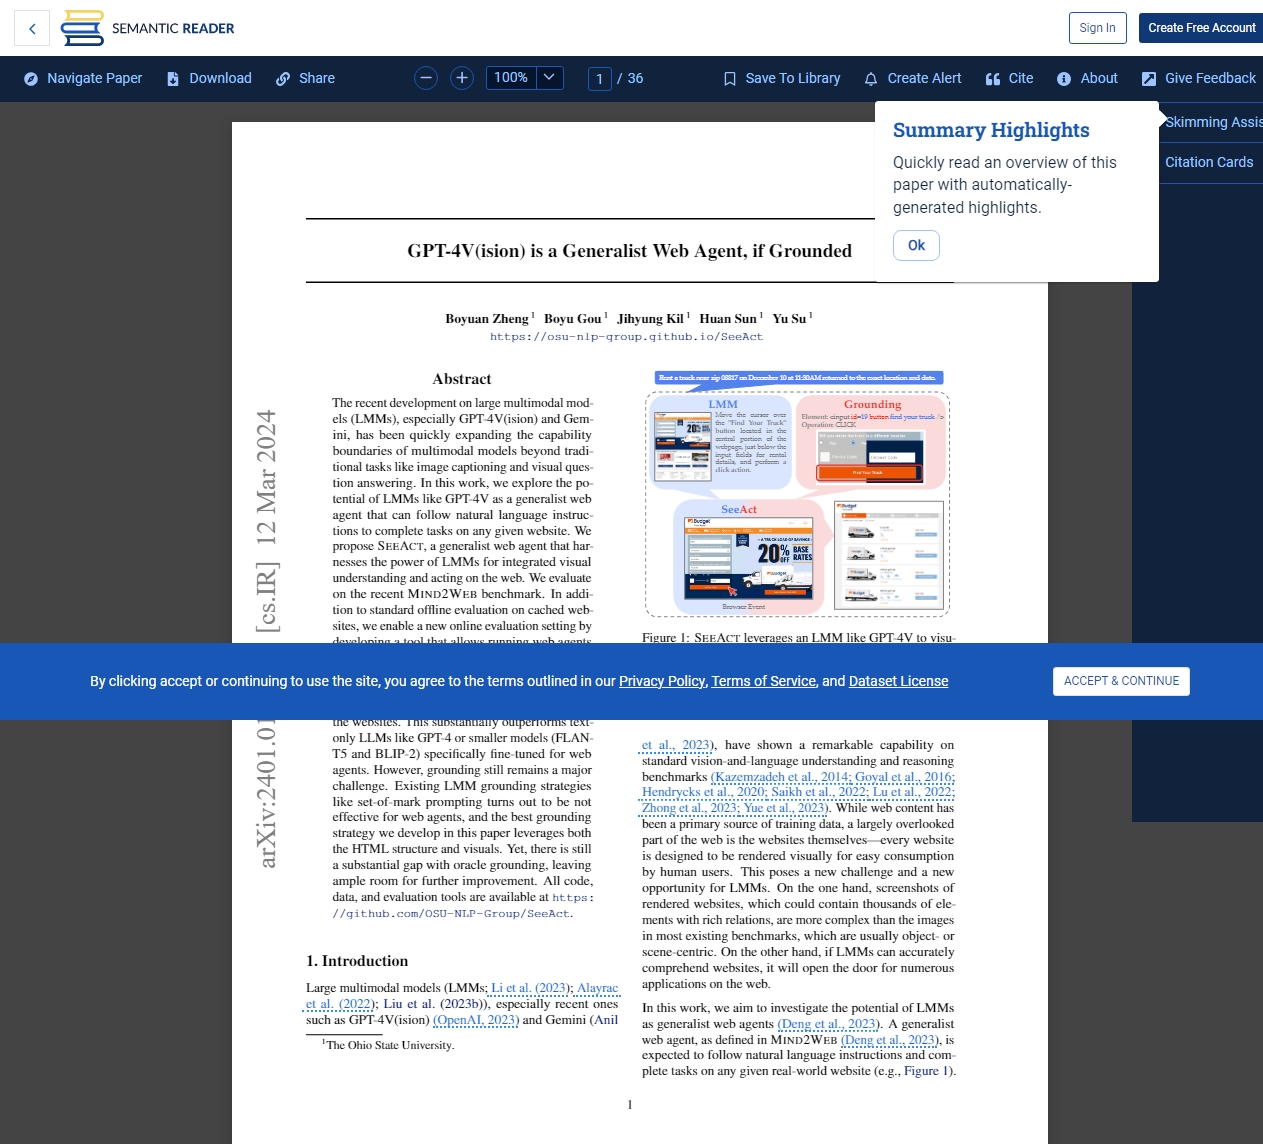 SEMANTIC READER
Sign In
Create Free Account
Navigate Paper
Download
Share
100%
1 / 36
Save To Library
Create Alert
Cite
About
Give Feedback
Skimming Assis
Citation Cards
Summary Highlights
Quickly read an overview of this
paper with automatically-
generated highlights.
Ok
GPT-4V(ision) is a Generalist Web Agent, if Grounded
Boyuan Zheng 1 Boyu Gou 1 Jihyung Kil 1 Huan Sun 1 Yu Su 1
https://osu-nlp-group.github.io/SeeAct
arXiv:2401.01
[cs.IR] 12 Mar 2024
Abstract
The recent development on large multimodal mod-
els (LMMs), especially GPT-4V(ision) and Gem-
ini, has been quickly expanding the capability
boundaries of multimodal models beyond tradi-
tional tasks like image captioning and visual ques-
tion answering. In this work, we explore the po-
tential of LMMs like GPT-4V as a generalist web
agent that can follow natural language instruc-
tions to complete tasks on any given website. We
propose SEEACT, a generalist web agent that har-
nesses the power of LMMs for integrated visual
understanding and acting on the web. We evaluate
on the recent MIND2WEB benchmark. In addi-
tion to standard offline evaluation on cached web-
sites, we enable a new online evaluation setting by
developing a tool that allows running web agents
the websites. This substantially outperforms text-
only LLMs like GPT-4 or smaller models (FLAN-
T5 and BLIP-2) specifically fine-tuned for web
agents. However, grounding still remains a major
challenge. Existing LMM grounding strategies
like set-of-mark prompting turns out to be not
effective for web agents, and the best grounding
strategy we develop in this paper leverages both
the HTML structure and visuals. Yet, there is still
a substantial gap with oracle grounding, leaving
ample room for further improvement. All code,
data, and evaluation tools are available at https:
//github.com/OSU-NLP-Group/SeeAct.
1. Introduction
Large multimodal models (LMMs; Li et al. (2023); Alayrac
et al. (2022); Liu et al. (2023b)), especially recent ones
such as GPT-4V(ision) (OpenAI, 2023) and Gemini (Anil
1The Ohio State University.
Rent a truck near zip 08817 on December 10 at 11:30AM returned to the exact location and date.
LMM
Move the cursor over
the "Find Your Truck"
button located in the
central portion of the
webpage, just below the
input fields for rental
details, and perform a
click action.
Grounding
Element: <input id=19 button find your truck />
Operation: CLICK
Find Your Truck
SeeAct
Budget
A TRUCK LOAD OF SAVINGS
20% OFF BASE RATES
Budget
Browser Event
Budget
Figure 1: SEEACT leverages an LMM like GPT-4V to visu-
et al., 2023), have shown a remarkable capability on
standard vision-and-language understanding and reasoning
benchmarks (Kazemzadeh et al., 2014; Goyal et al., 2016;
Hendrycks et al., 2020; Saikh et al., 2022; Lu et al., 2022;
Zhong et al., 2023; Yue et al., 2023). While web content has
been a primary source of training data, a largely overlooked
part of the web is the websites themselves—every website
is designed to be rendered visually for easy consumption
by human users. This poses a new challenge and a new
opportunity for LMMs. On the one hand, screenshots of
rendered websites, which could contain thousands of ele-
ments with rich relations, are more complex than the images
in most existing benchmarks, which are usually object- or
scene-centric. On the other hand, if LMMs can accurately
comprehend websites, it will open the door for numerous
applications on the web.
In this work, we aim to investigate the potential of LMMs
as generalist web agents (Deng et al., 2023). A generalist
web agent, as defined in MIND2WEB (Deng et al., 2023), is
expected to follow natural language instructions and com-
plete tasks on any given real-world website (e.g., Figure 1).
1
By clicking accept or continuing to use the site, you agree to the terms outlined in our Privacy Policy, Terms of Service, and Dataset License
ACCEPT & CONTINUE